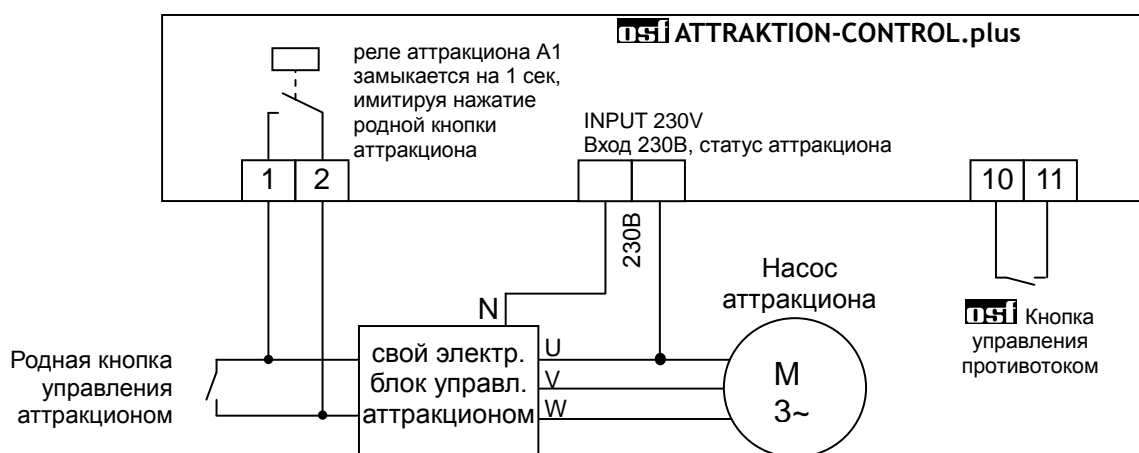 osf ATTRAKTION-CONTROL.plus
реле аттракциона A1
замыкается на 1 сек,
имитируя нажатие
родной кнопки
аттракциона
INPUT 230V
Вход 230В, статус аттракциона
1 2
10 11
230В
N
Насос
аттракциона
osf Кнопка
управления
противотоком
Родная кнопка
управления
аттракционом
свой электр.
блок управл.
аттракционом
U
V
W
M
3~